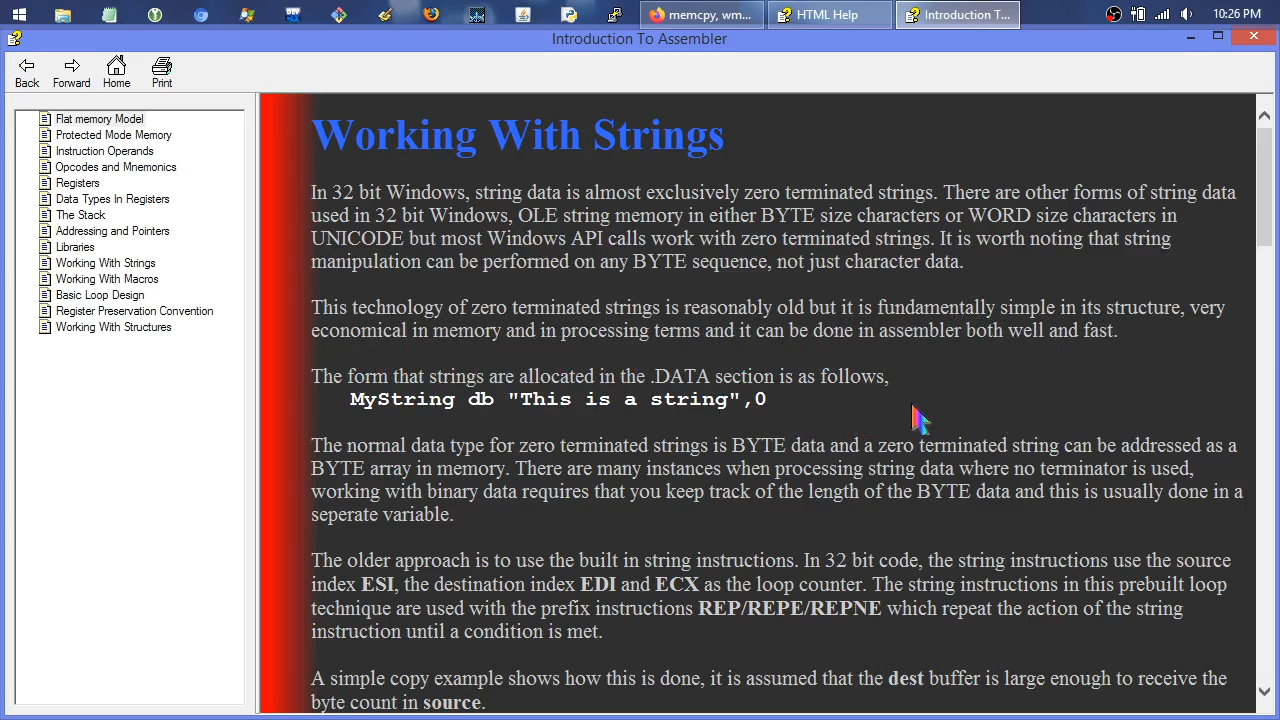 memcpy, wm...
HTML Help
Introduction T...
10:26 PM
Introduction To Assembler
Back
Forward
Home
Print
Flat memory Model
Protected Mode Memory
Instruction Operands
Opcodes and Mnemonics
Registers
Data Types In Registers
The Stack
Addressing and Pointers
Libraries
Working With Strings
Working With Macros
Basic Loop Design
Register Preservation Convention
Working With Structures
Working With Strings
In 32 bit Windows, string data is almost exclusively zero terminated strings. There are other forms of string data
used in 32 bit Windows, OLE string memory in either BYTE size characters or WORD size characters in
UNICODE but most Windows API calls work with zero terminated strings. It is worth noting that string
manipulation can be performed on any BYTE sequence, not just character data.
This technology of zero terminated strings is reasonably old but it is fundamentally simple in its structure, very
economical in memory and in processing terms and it can be done in assembler both well and fast.
The form that strings are allocated in the .DATA section is as follows,
MyString db "This is a string",0
The normal data type for zero terminated strings is BYTE data and a zero terminated string can be addressed as a
BYTE array in memory. There are many instances when processing string data where no terminator is used,
working with binary data requires that you keep track of the length of the BYTE data and this is usually done in a
seperate variable.
The older approach is to use the built in string instructions. In 32 bit code, the string instructions use the source
index ESI, the destination index EDI and ECX as the loop counter. The string instructions in this prebuilt loop
technique are used with the prefix instructions REP/REPE/REPNE which repeat the action of the string
instruction until a condition is met.
A simple copy example shows how this is done, it is assumed that the dest buffer is large enough to receive the
byte count in source.